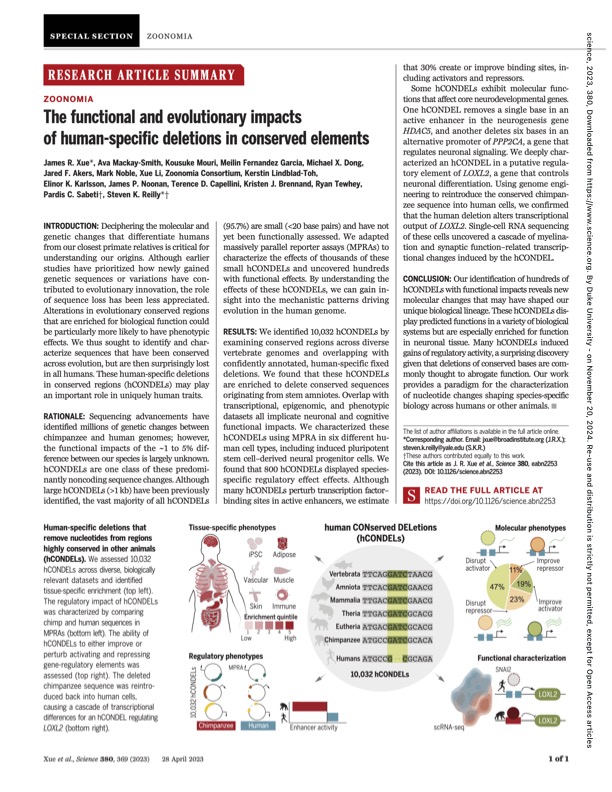 SPECIAL SECTION ZOONOMIA
RESEARCH ARTICLE SUMMARY
ZOONOMIA
The functional and evolutionary impacts
of human-specific deletions in conserved elements
James R. Xue*, Ava Mackay-Smith, Kousuke Mouri, Meilin Fernandez Garcia, Michael X. Dong,
Jared F. Akers, Mark Noble, Xue Li, Zoonomia Consortium, Kerstin Lindblad-Toh,
Elinor K. Karlsson, James P. Noonan, Terence D. Capellini, Kristen J. Brennand, Ryan Tewhey,
Pardis C. Sabeti†, Steven K. Reilly*†
INTRODUCTION: Deciphering the molecular and
genetic changes that differentiate humans
from our closest primate relatives is critical for
understanding our origins. Although earlier
studies have prioritized how newly gained
genetic sequences or variations have con-
tributed to evolutionary innovation, the role
of sequence loss has been less appreciated.
Alterations in evolutionary conserved regions
that are enriched for biological function could
be particularly more likely to have phenotypic
effects. We thus sought to identify and char-
acterize sequences that have been conserved
across evolution, but are then surprisingly lost
in all humans. These human-specific deletions
in conserved regions (hCONDELs) may play
an important role in uniquely human traits.
RATIONALE: Sequencing advancements have
identified millions of genetic changes between
chimpanzee and human genomes; however,
the functional impacts of the ~1 to 5% dif-
ference between our species is largely unknown.
hCONDELs are one class of these predomi-
nantly noncoding sequence changes. Although
large hCONDELs (>1 kb) have been previously
identified, the vast majority of all hCONDELs
(95.7%) are small (<20 base pairs) and have not
yet been functionally assessed. We adapted
massively parallel reporter assays (MPRAs) to
characterize the effects of thousands of these
small hCONDELs and uncovered hundreds
with functional effects. By understanding the
effects of these hCONDELs, we can gain in-
sight into the mechanistic patterns driving
evolution in the human genome.
RESULTS: We identified 10,032 hCONDELs by
examining conserved regions across diverse
vertebrate genomes and overlapping with
confidently annotated, human-specific fixed
deletions. We found that these hCONDELs
are enriched to delete conserved sequences
originating from stem amniotes. Overlap with
transcriptional, epigenomic, and phenotypic
datasets all implicate neuronal and cognitive
functional impacts. We characterized these
hCONDELs using MPRA in six different hu-
man cell types, including induced pluripotent
stem cell–derived neural progenitor cells. We
found that 800 hCONDELs displayed species-
specific regulatory effect effects. Although
many hCONDELs perturb transcription factor–
binding sites in active enhancers, we estimate
that 30% create or improve binding sites, in-
cluding activators and repressors.
Some hCONDELs exhibit molecular func-
tions that affect core neurodevelopmental genes.
One hCONDEL removes a single base in an
active enhancer in the neurogenesis gene
HDAC5, and another deletes six bases in an
alternative promoter of PPP2CA, a gene that
regulates neuronal signaling. We deeply char-
acterized an hCONDEL in a putative regula-
tory element of LOXL2, a gene that controls
neuronal differentiation. Using genome engi-
neering to reintroduce the conserved chimpan-
zee sequence into human cells, we confirmed
that the human deletion alters transcriptional
output of LOXL2. Single-cell RNA sequencing
of these cells uncovered a cascade of myelina-
tion and synaptic function–related transcrip-
tional changes induced by the hCONDEL.
CONCLUSION: Our identification of hundreds of
hCONDELs with functional impacts reveals new
molecular changes that may have shaped our
unique biological lineage. These hCONDELs dis-
play predicted functions in a variety of biological
systems but are especially enriched for function
in neuronal tissue. Many hCONDELs induced
gains of regulatory activity, a surprising discovery
given that deletions of conserved bases are com-
monly thought to abrogate function. Our work
provides a paradigm for the characterization
of nucleotide changes shaping species-specific
biology across humans or other animals. ▪
The list of author affiliations is available in the full article online.
*Corresponding author. Email: jxue@broadinstitute.org (J.R.X.);
steven.k.reilly@yale.edu (S.K.R.)
†These authors contributed equally to this work.
Cite this article as J. R. Xue et al., Science 380, eabn2253
(2023). DOI: 10.1126/science.abn2253
S READ THE FULL ARTICLE AT
https://doi.org/10.1126/science.abn2253
Human-specific deletions that
remove nucleotides from regions
highly conserved in other animals
(hCONDELs). We assessed 10,032
hCONDELs across diverse, biologically
relevant datasets and identified
tissue-specific enrichment (top left).
The regulatory impact of hCONDELs
was characterized by comparing
chimp and human sequences in
MPRAs (bottom left). The ability of
hCONDELs to either improve or
perturb activating and repressing
gene-regulatory elements was
assessed (top right). The deleted
chimpanzee sequence was reintro-
duced back into human cells,
causing a cascade of transcriptional
differences for an hCONDEL regulating
LOXL2 (bottom right).
Tissue-specific phenotypes
iPSC Adipose
Vascular Muscle
Skin Immune
Enrichment quintile
Low High
Regulatory phenotypes
10,032 hCONDELs
MPRA
Chimpanzee Human
Enhancer activity
human CONserved DELetions
(hCONDELs)
Vertebrata TTCAGGATCTAACG
Amniota TTGACGATCTAACG
Mammalia TTGACGATCTAACG
Theria TTGACGATCTAACG
Eutheria ATGACGATCTAACG
Chimpanzee ATGCCGATCGCACA
Humans ATGCCG CGCAGA
10,032 hCONDELs
Molecular phenotypes
Disrupt
activator
Improve
repressor
11%
19%
47%
23%
Disrupt
repressor
Improve
activator
Functional characterization
SNAI2
LOXL2
LOXL2
scRNA-seq
Xue et al., Science 380, 369 (2023) 28 April 2023 1 of 1
science, 2023, 380, Downloaded from https://www.science.org. By Duke University - on November 20, 2024. Re-use and distribution is strictly not permitted, except for Open Access articles